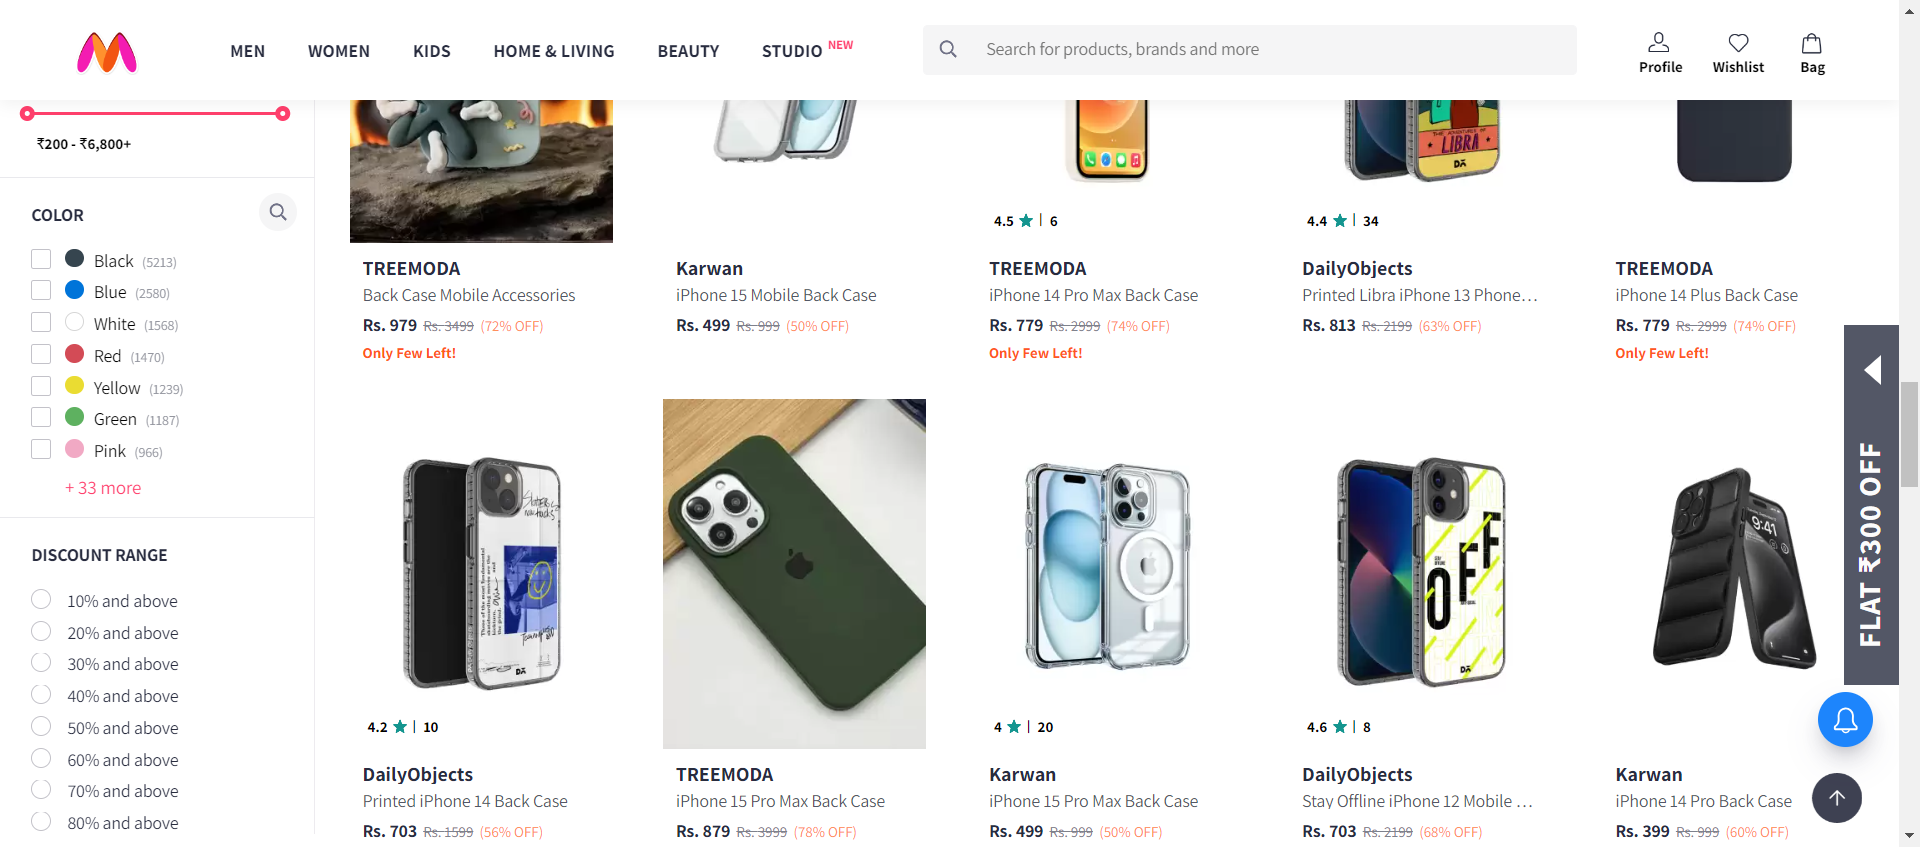 MEN
WOMEN
KIDS
HOME & LIVING
BEAUTY
STUDIO NEW
Search for products, brands and more
Profile
Wishlist
Bag
₹200 - ₹6,800+
COLOR
Black (5213)
Blue (2580)
White (1568)
Red (1470)
Yellow (1239)
Green (1187)
Pink (966)
+ 33 more
DISCOUNT RANGE
10% and above
20% and above
30% and above
40% and above
50% and above
60% and above
70% and above
80% and above
TREEMODA
Back Case Mobile Accessories
Rs. 979 Rs. 3499 (72% OFF)
Only Few Left!
Karwan
iPhone 15 Mobile Back Case
Rs. 499 Rs. 999 (50% OFF)
4.5 | 6
TREEMODA
iPhone 14 Pro Max Back Case
Rs. 779 Rs. 2999 (74% OFF)
Only Few Left!
THE ADVENTURES OF
LIBRA
4.4 | 34
DailyObjects
Printed Libra iPhone 13 Phone...
Rs. 813 Rs. 2199 (63% OFF)
TREEMODA
iPhone 14 Plus Back Case
Rs. 779 Rs. 2999 (74% OFF)
Only Few Left!
4.2 | 10
DailyObjects
Printed iPhone 14 Back Case
Rs. 703 Rs. 1599 (56% OFF)
TREEMODA
iPhone 15 Pro Max Back Case
Rs. 879 Rs. 3999 (78% OFF)
4 | 20
Karwan
iPhone 15 Pro Max Back Case
Rs. 499 Rs. 999 (50% OFF)
OFF
4.6 | 8
DailyObjects
Stay Offline iPhone 12 Mobile ...
Rs. 703 Rs. 2199 (68% OFF)
9:41
Karwan
iPhone 14 Pro Back Case
Rs. 399 Rs. 999 (60% OFF)
FLAT ₹300 OFF